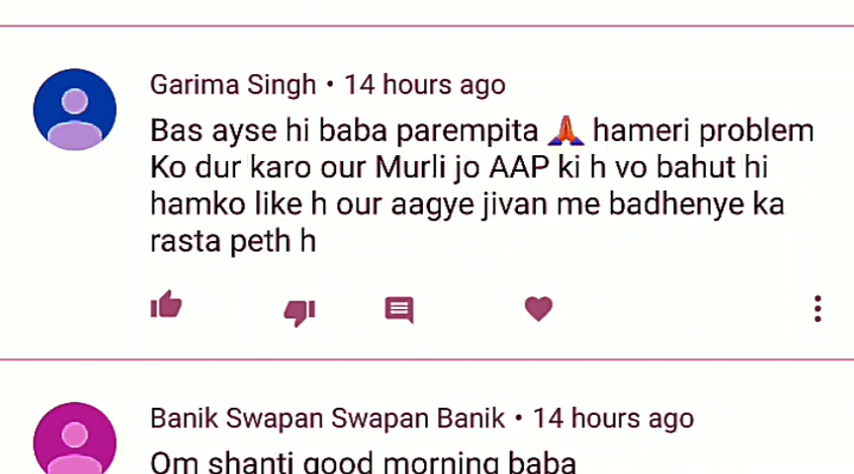 Garima Singh • 14 hours ago
Bas ayse hi baba parempita 🙏 hameri problem
Ko dur karo our Murli jo AAP ki h vo bahut hi
hamko like h our aagye jivan me badhenye ka
rasta peth h
Banik Swapan Swapan Banik • 14 hours ago
Om shanti good morning baba